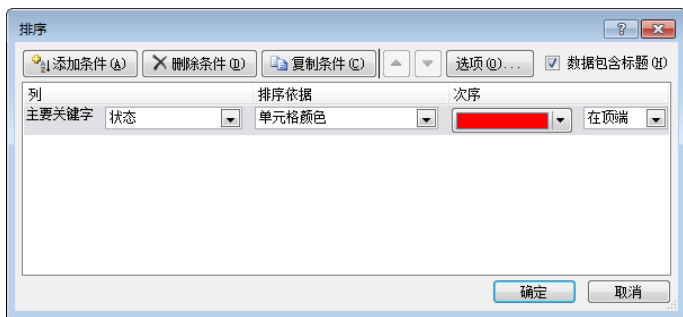 排序
添加条件(A) 删除条件(D) 复制条件(C) 选项(O)... 数据包含标题(H)
列 排序依据 次序
主要关键字 状态 单元格颜色 在顶端
确定 取消